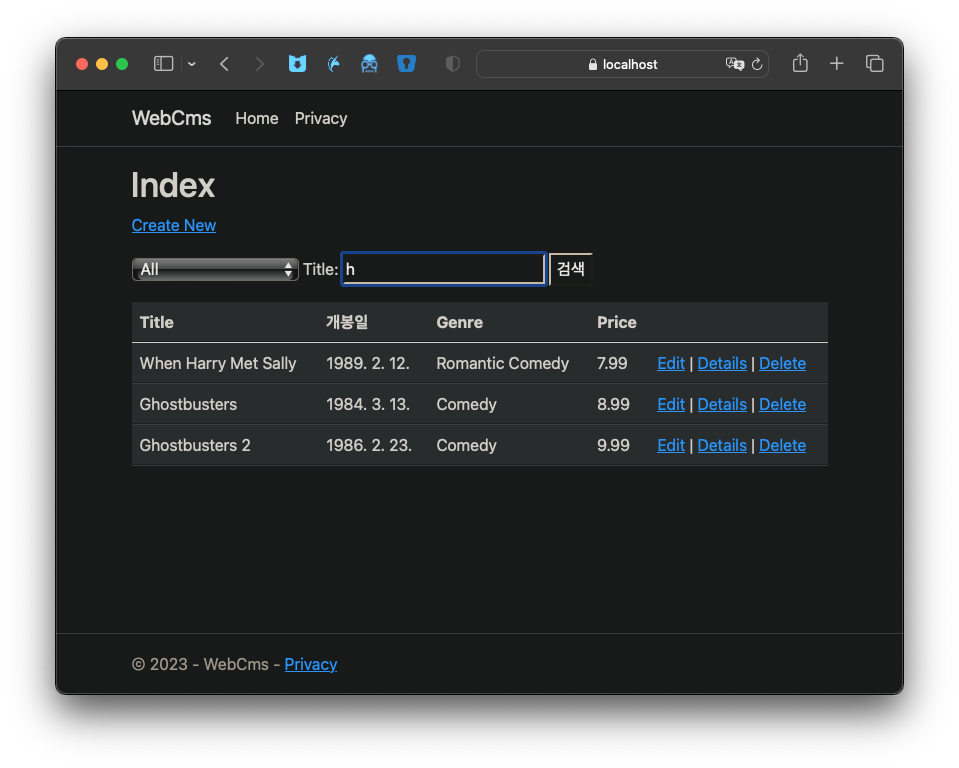 localhost
WebCms Home Privacy
Index
Create New
All Title: h 검색
Title 개봉일 Genre Price
When Harry Met Sally 1989. 2. 12. Romantic Comedy 7.99 Edit | Details | Delete
Ghostbusters 1984. 3. 13. Comedy 8.99 Edit | Details | Delete
Ghostbusters 2 1986. 2. 23. Comedy 9.99 Edit | Details | Delete
© 2023 - WebCms - Privacy